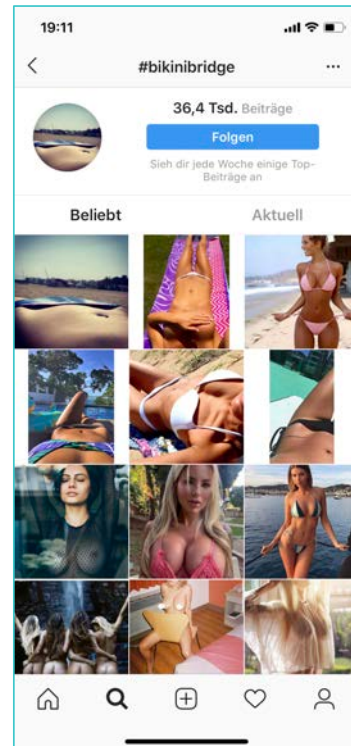 19:11
#bikinibridge
36,4 Tsd. Beiträge
Folgen
Sieh dir jede Woche einige Top-
Beiträge an
Beliebt
Aktuell